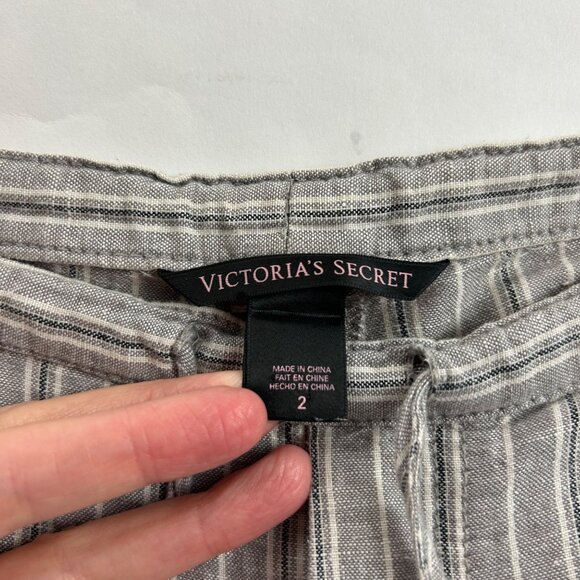 VICTORIA'S SECRET
MADE IN CHINA
FAIT EN CHINE
HECHO EN CHINA
2